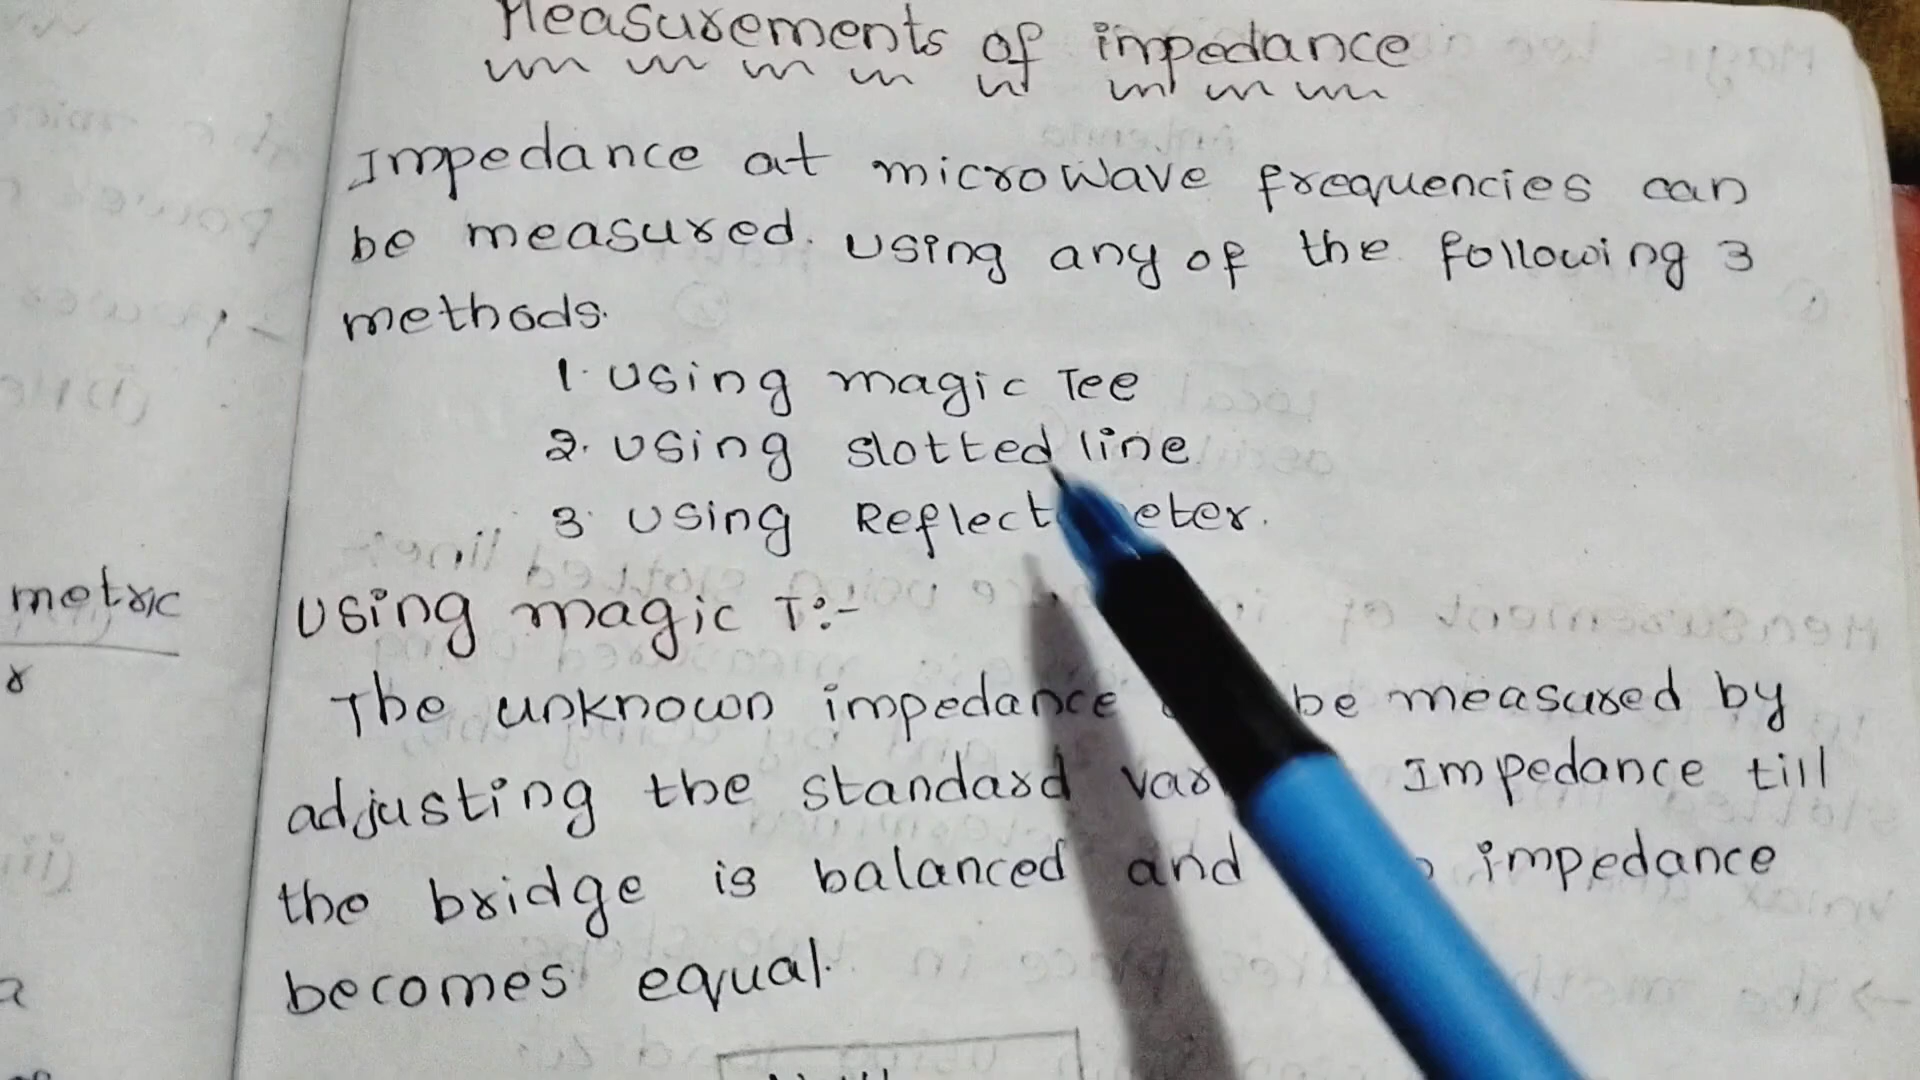 Measurements of impedance
Impedance at microwave frequencies can
be measured. using any of the following 3
methods.
1. using magic Tee
2. using slotted line
3. using Reflect eter.
using magic T:-
The unknown impedance be measured by
adjusting the standard var Impedance till
the bridge is balanced and impedance
becomes equal.
metric
r